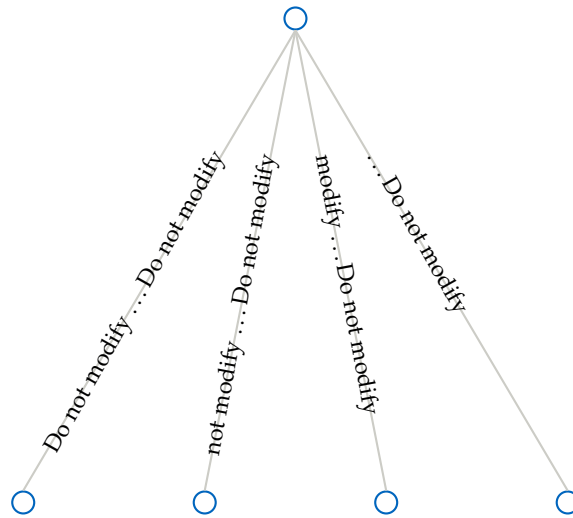 Do not modify ... . Do not modify
not modify ... . Do not modify
modify ... . Do not modify
... Do not modify